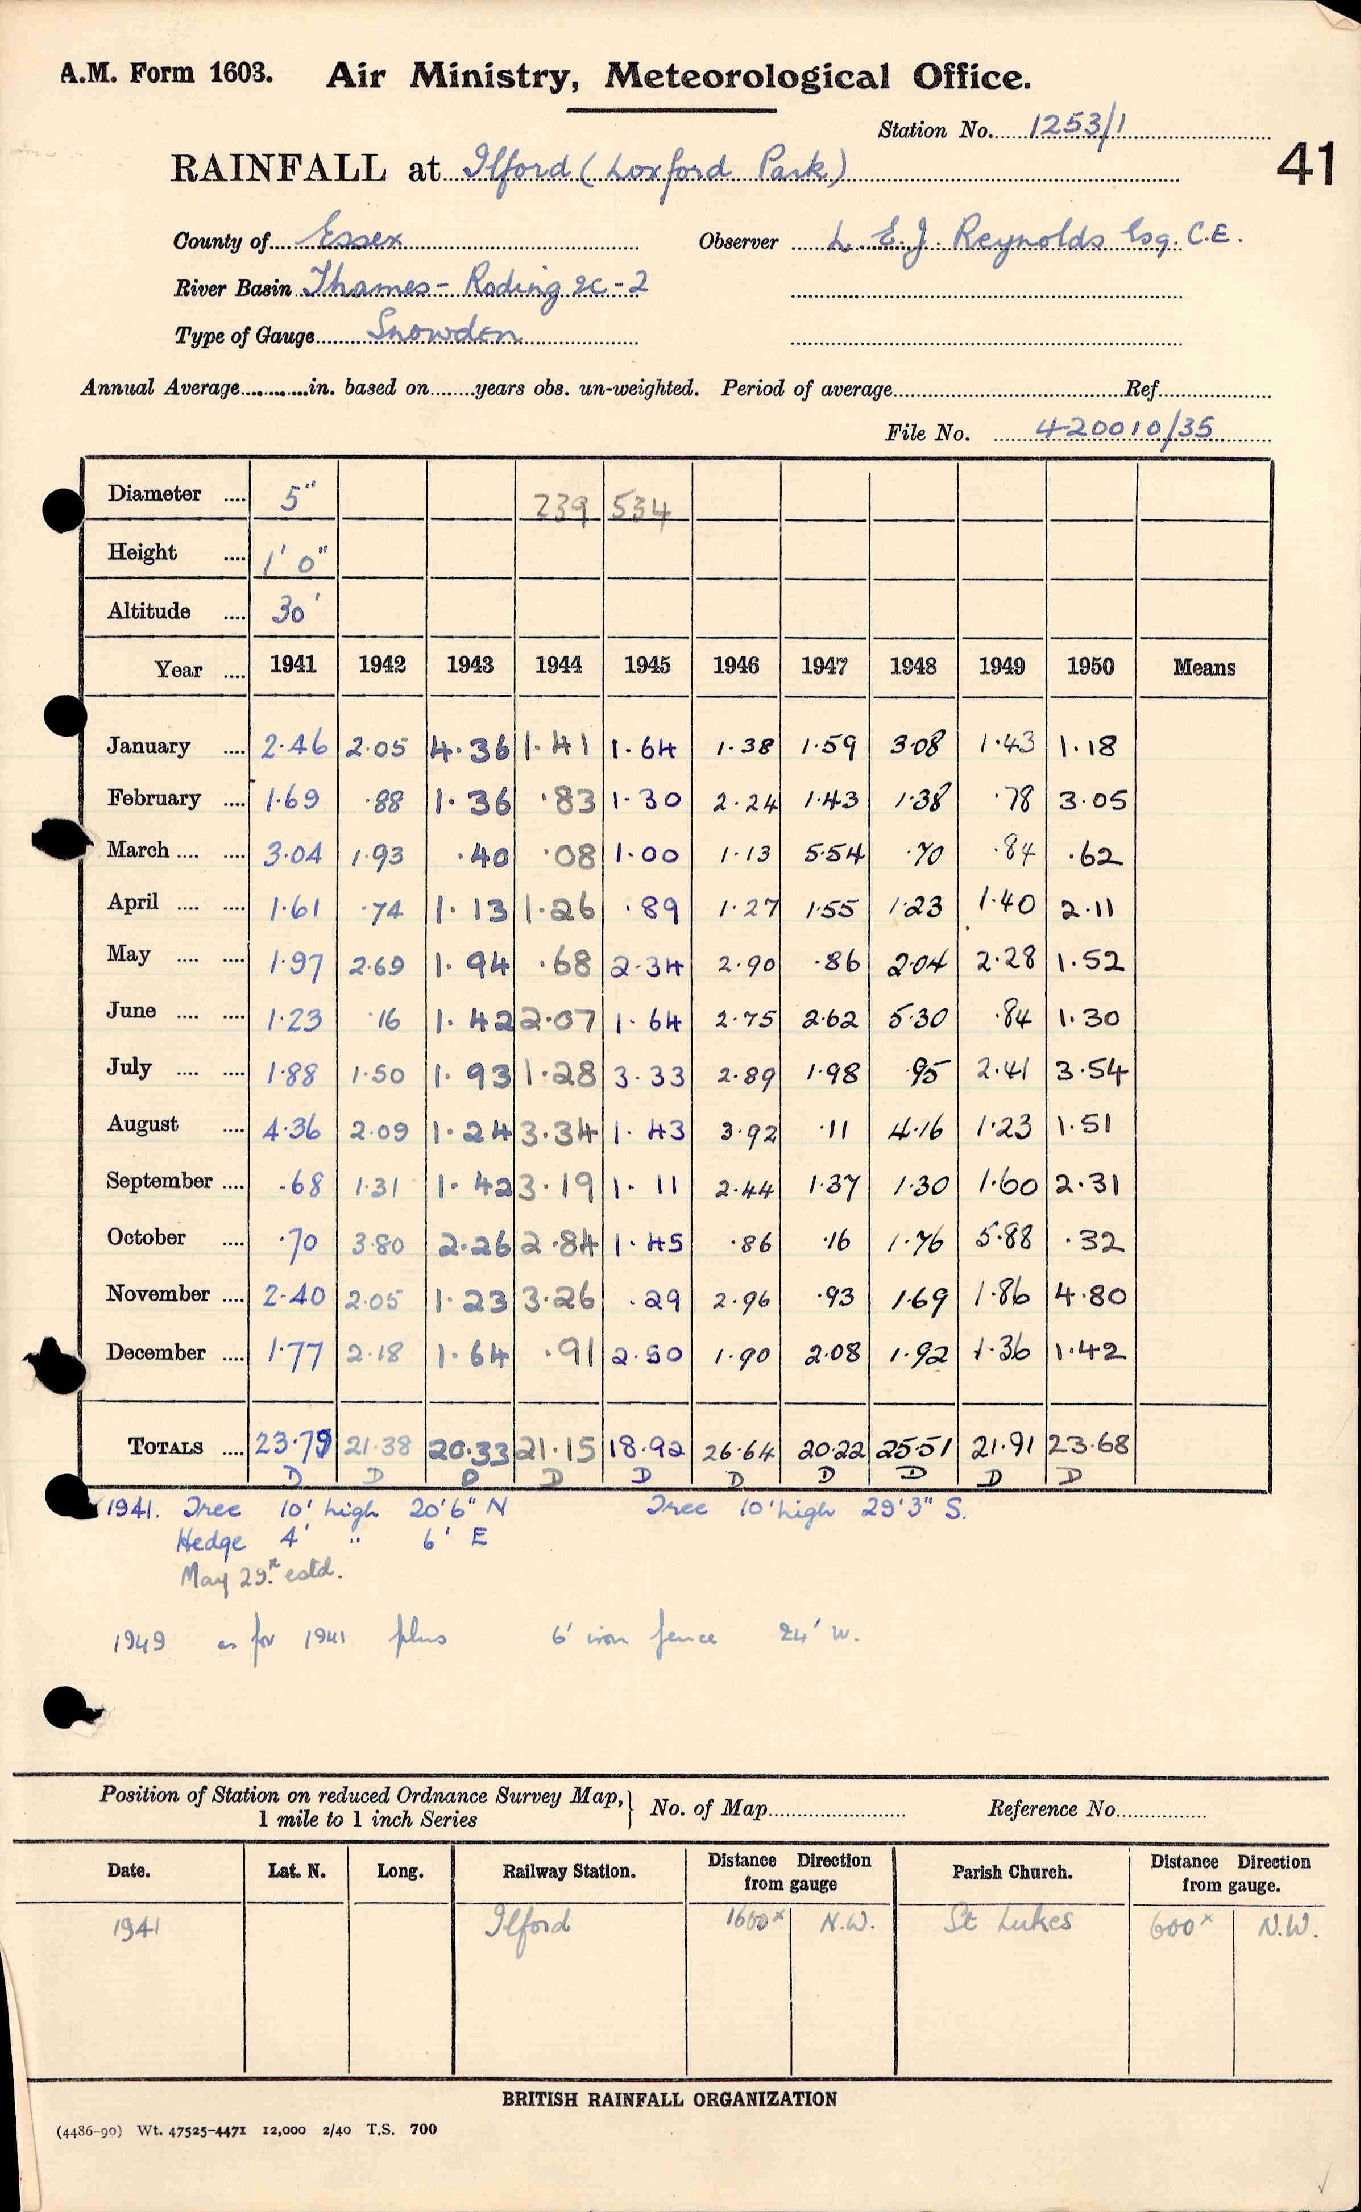 A.M. Form 1603. Air Ministry, Meteorological Office.
Station No. 1253/1
41
RAINFALL at Ilford (Loxford Park)
County of Essex Observer L. E. J. Reynolds Esq. C.E.
River Basin Thames - Roding 2C-2
Type of Gauge Snowdon
Annual Average in. based on years obs. un-weighted. Period of average Ref
File No. 420010/35
Diameter 5" 239 534
Height 1' 0"
Altitude 30'
Year 1941 1942 1943 1944 1945 1946 1947 1948 1949 1950 Means
January 2.46 2.05 4.36 1.41 1.64 1.38 1.59 3.08 1.43 1.18
February 1.69 .88 1.36 .83 1.30 2.24 1.43 1.38 .78 3.05
March 3.04 1.93 .40 .08 1.00 1.13 5.54 .70 .84 .62
April 1.61 .74 1.13 1.26 .89 1.27 1.55 1.23 1.40 2.11
May 1.97 2.69 1.94 .68 2.34 2.90 .86 2.04 2.28 1.52
June 1.23 .16 1.42 2.07 1.64 2.75 2.62 5.30 .84 1.30
July 1.88 1.50 1.93 1.28 3.33 2.89 1.98 .95 2.41 3.54
August 4.36 2.09 1.24 3.34 1.43 3.92 .11 4.16 1.23 1.51
September .68 1.31 1.42 3.19 1.11 2.44 1.37 1.30 1.60 2.31
October .70 3.80 2.26 2.84 1.45 .86 .16 1.76 5.88 .32
November 2.40 2.05 1.23 3.26 .29 2.96 .93 1.69 1.86 4.80
December 1.77 2.18 1.64 .91 2.50 1.90 2.08 1.92 1.36 1.42
TOTALS 23.79 21.38 20.33 21.15 18.92 26.64 20.22 25.51 21.91 23.68
D D D D D D D D D D
1941. Tree 10' high 20'6" N Tree 10' high 29'3" S.
Hedge 4' " 6' E
May 29th estd.
1949 as for 1941 plus 6' iron fence 24' W.
Position of Station on reduced Ordnance Survey Map, 1 mile to 1 inch Series } No. of Map Reference No.
Date. Lat. N. Long. Railway Station. Distance Direction from gauge Parish Church. Distance Direction from gauge.
1941 Ilford 1600x N.W. St Lukes 600x N.W.
BRITISH RAINFALL ORGANIZATION
(4486-90) Wt. 47525-4471 12,000 2/40 T.S. 700